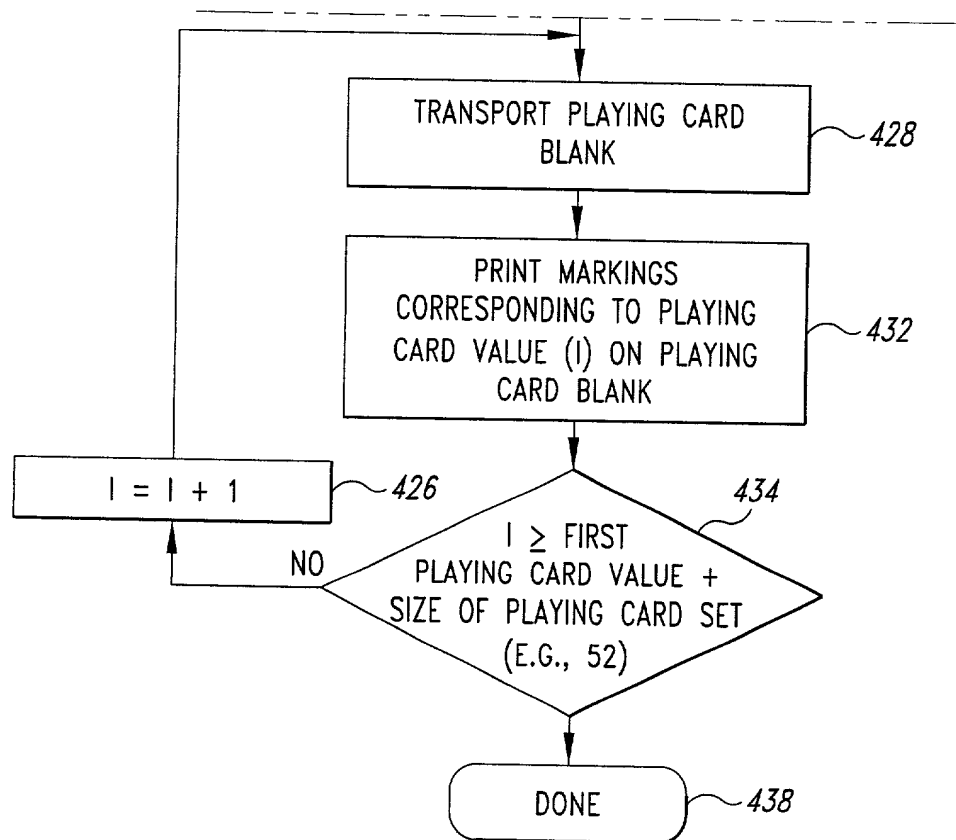 TRANSPORT PLAYING CARD
BLANK
428
PRINT MARKINGS
CORRESPONDING TO PLAYING
CARD VALUE (I) ON PLAYING
CARD BLANK
432
I = I + 1
426
434
I ≥ FIRST
PLAYING CARD VALUE +
SIZE OF PLAYING CARD SET
(E.G., 52)
NO
DONE
438